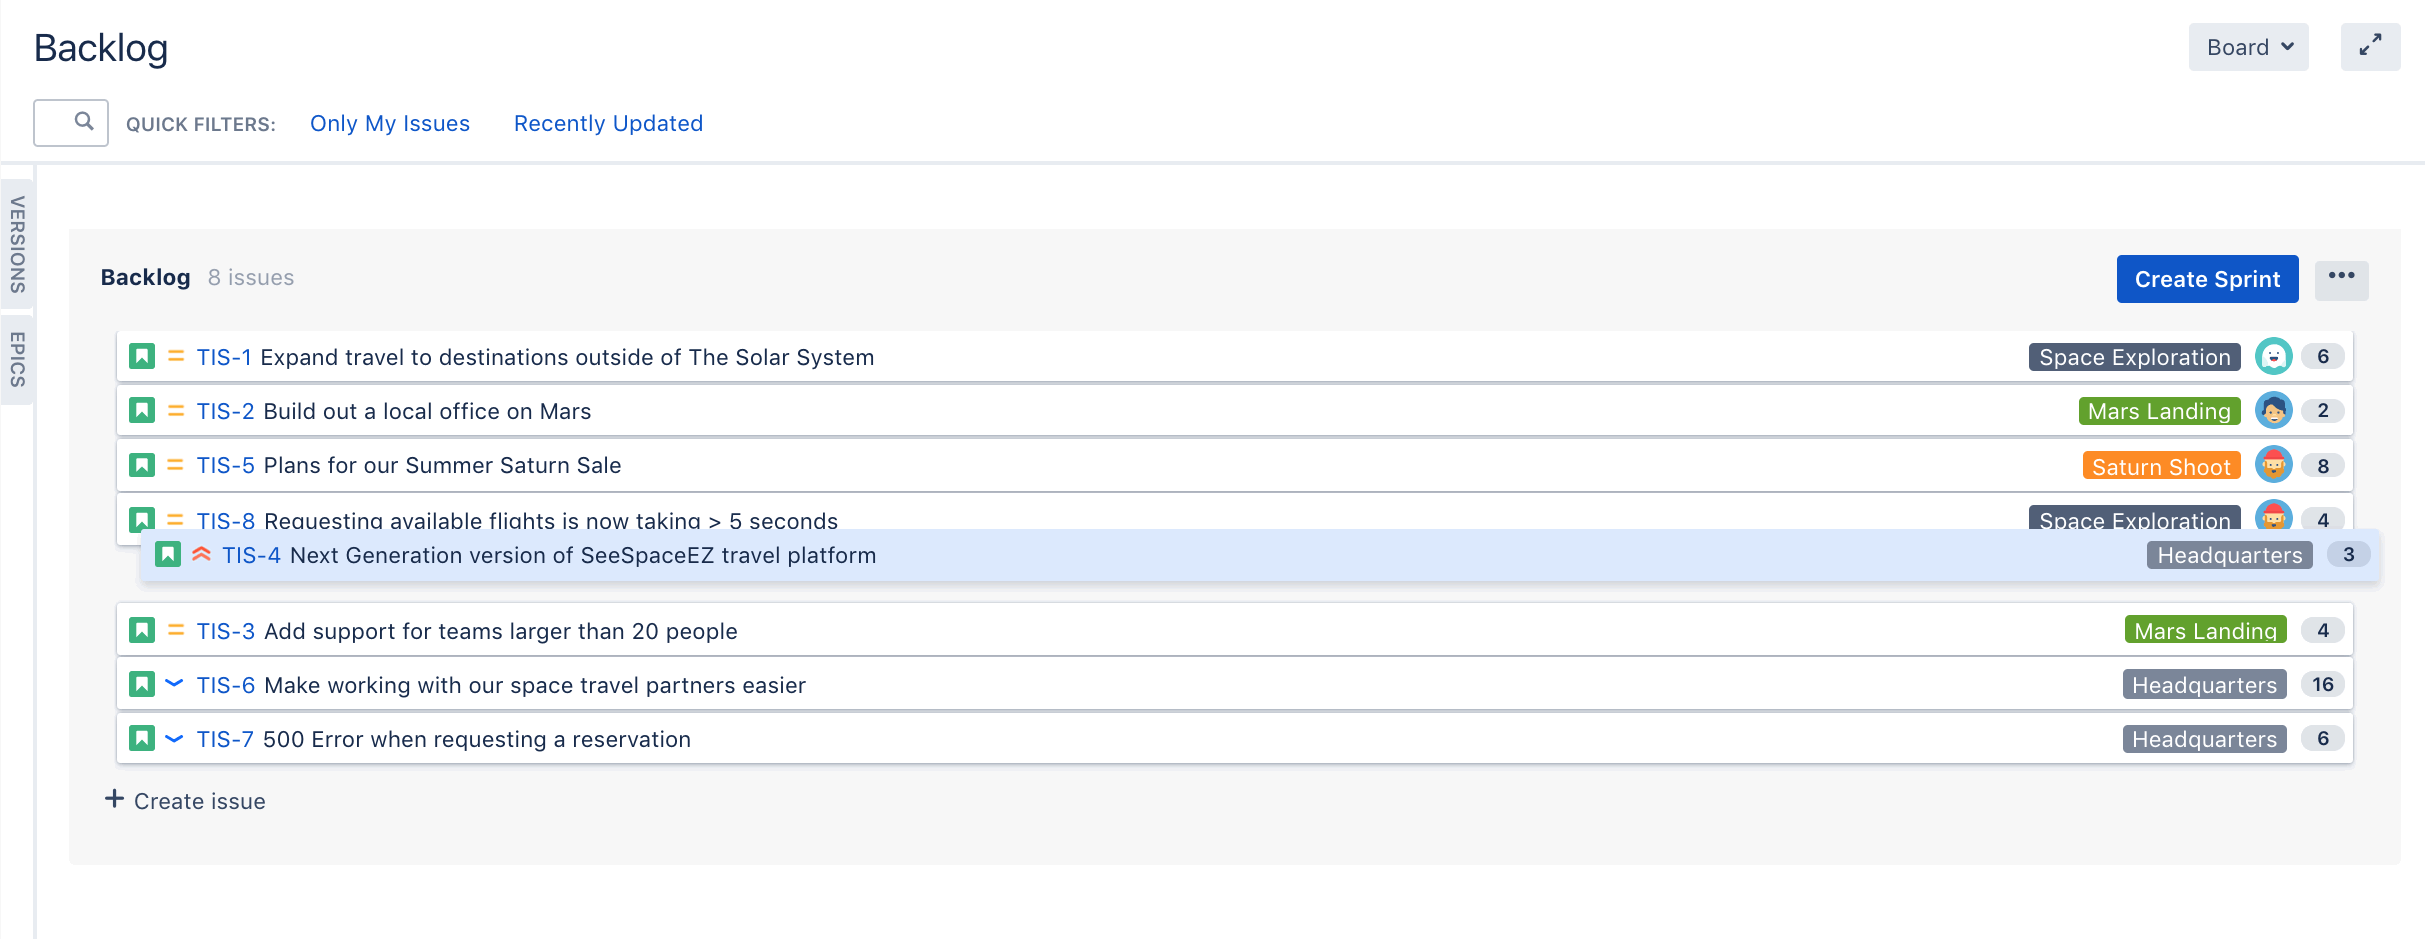 Backlog
Board
QUICK FILTERS: Only My Issues Recently Updated
VERSIONS
EPICS
Backlog 8 issues
Create Sprint
TIS-1 Expand travel to destinations outside of The Solar System Space Exploration 6
TIS-2 Build out a local office on Mars Mars Landing 2
TIS-5 Plans for our Summer Saturn Sale Saturn Shoot 8
TIS-8 Requesting available flights is now taking > 5 seconds Space Exploration 4
TIS-4 Next Generation version of SeeSpaceEZ travel platform Headquarters 3
TIS-3 Add support for teams larger than 20 people Mars Landing 4
TIS-6 Make working with our space travel partners easier Headquarters 16
TIS-7 500 Error when requesting a reservation Headquarters 6
+ Create issue